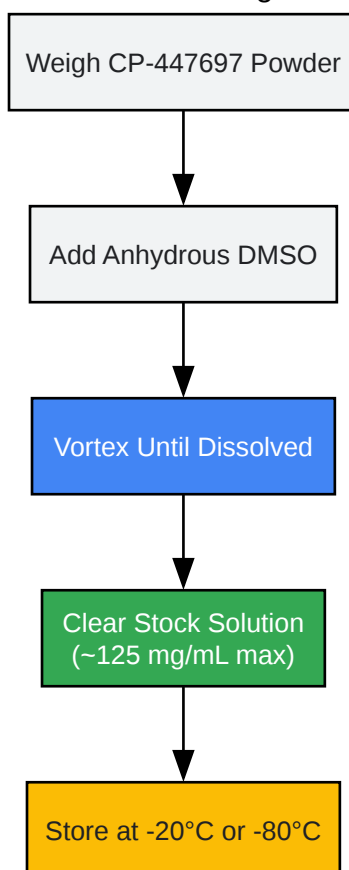 Weigh CP-447697 Powder
Add Anhydrous DMSO
Vortex Until Dissolved
Clear Stock Solution
(~125 mg/mL max)
Store at -20°C or -80°C